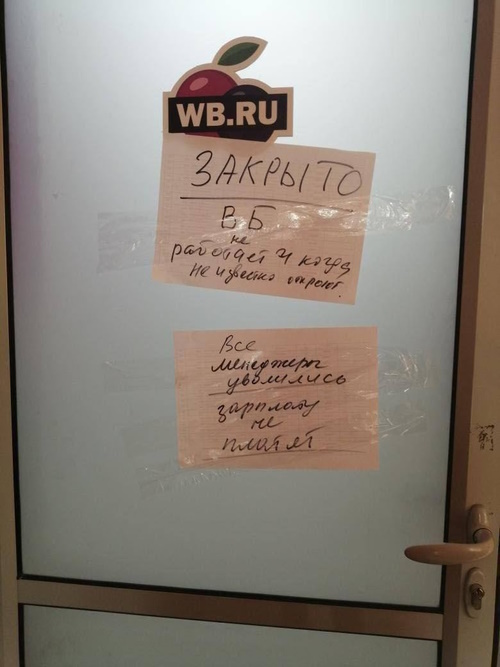 WB.RU
ЗАКРЫТО
ВБ
не
работает и когда
не известно откроют.
Все
менеджеры
уволились
зарплату
не
платят